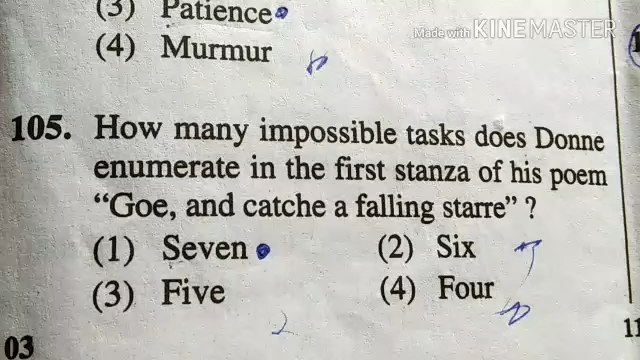 (3) Patience
Made with KINEMASTER
(4) Murmur
105. How many impossible tasks does Donne
enumerate in the first stanza of his poem
“Goe, and catche a falling starre” ?
(1) Seven (2) Six
(3) Five (4) Four
03
11